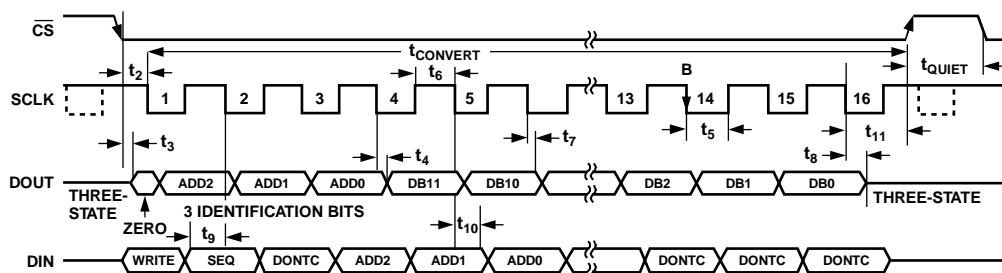 CS
tCONVERT
t2
t6
B
tQUIET
SCLK
1 2 3 4 5 13 14 15 16
t3
t4
t7
t5
t11
t8
DOUT
ADD2 ADD1 ADD0 DB11 DB10 DB2 DB1 DB0
THREE-
STATE
THREE-STATE
ZERO
3 IDENTIFICATION BITS
t9
t10
DIN
WRITE SEQ DONTC ADD2 ADD1 ADD0 DONTC DONTC DONTC